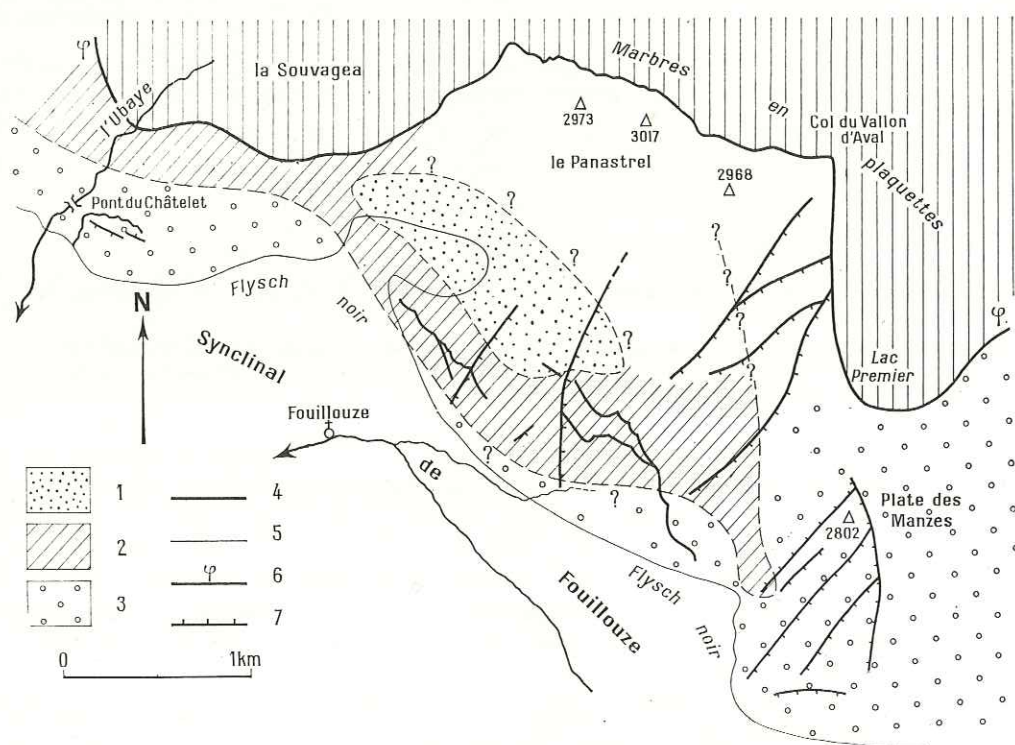 φ
la Souvagea
l'Ubaye
Marbres
en
plaquettes
2973
3017
le Panastrel
2968
Col du Vallon
d'Aval
Pont du Châtelet
?
?
?
?
?
?
?
?
?
?
?
?
?
Flysch
noir
N
Synclinal
Lac
Premier
φ
Fouillouze
de
Fouillouze
Plate des
Manzes
2802
Flysch
noir
1
2
3
4
5
φ
6
7
0
1km